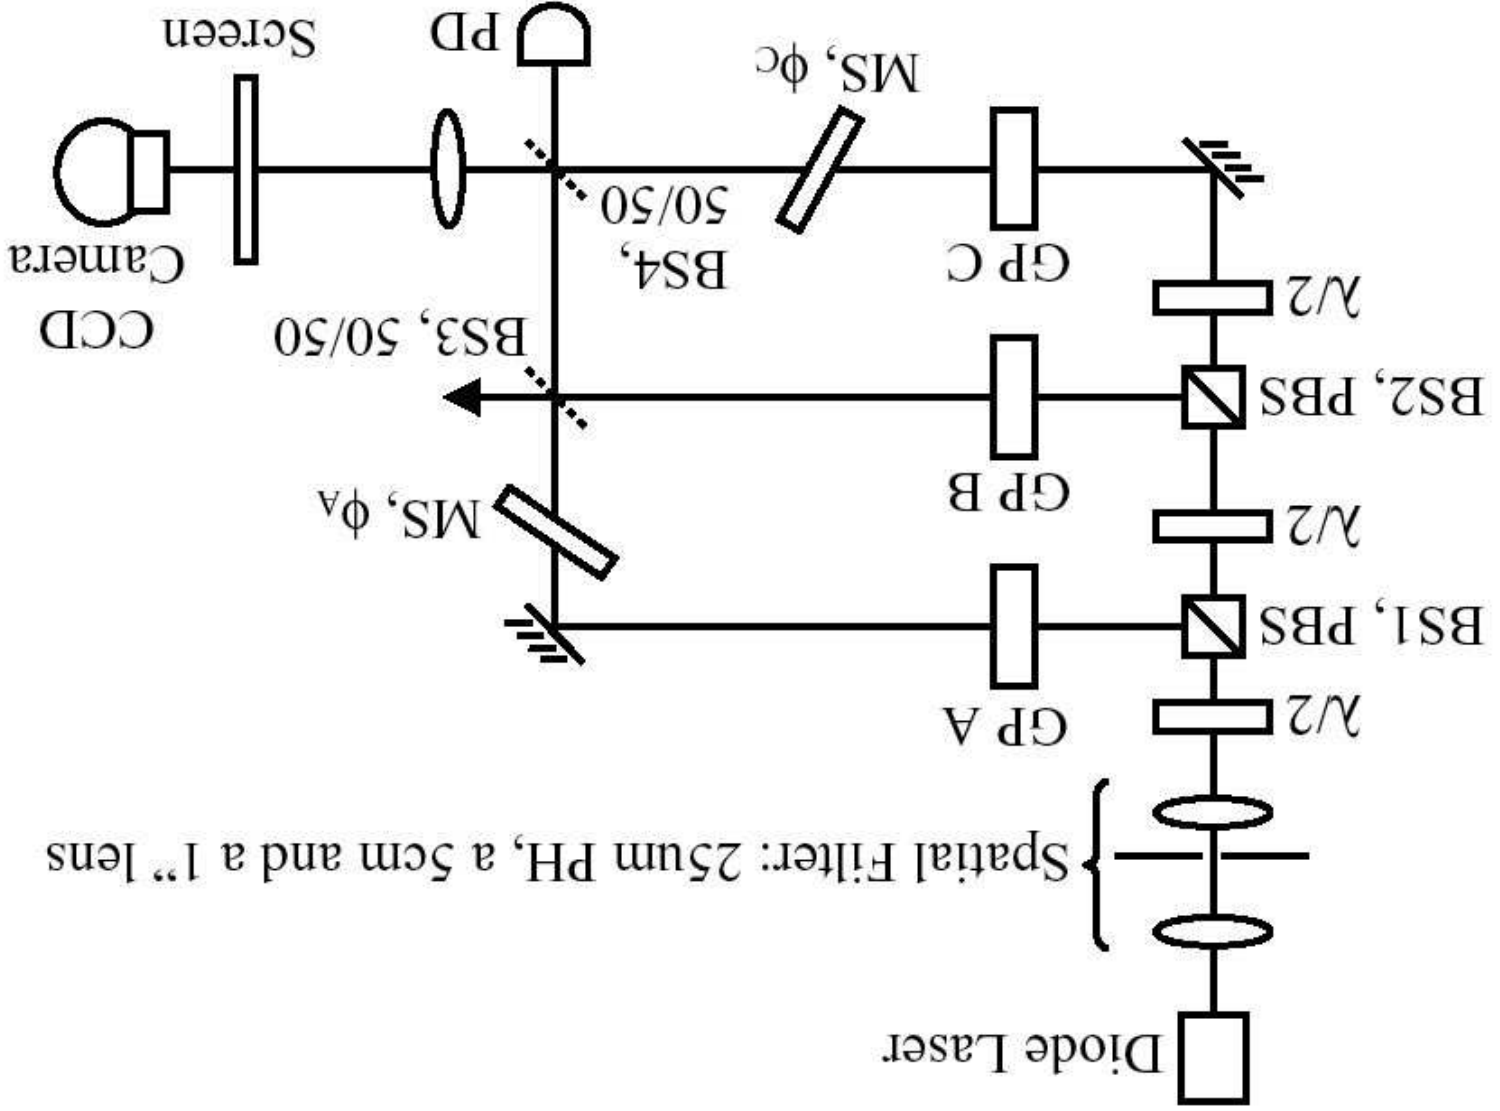 Diode Laser
Spatial Filter: 25um PH, a 5cm and a 1” lens
λ/2
GP A
BS1, PBS
λ/2
MS, ϕA
GP B
BS2, PBS
BS3, 50/50
λ/2
GP C
BS4,
50/50
MS, ϕC
PD
CCD
Camera
Screen